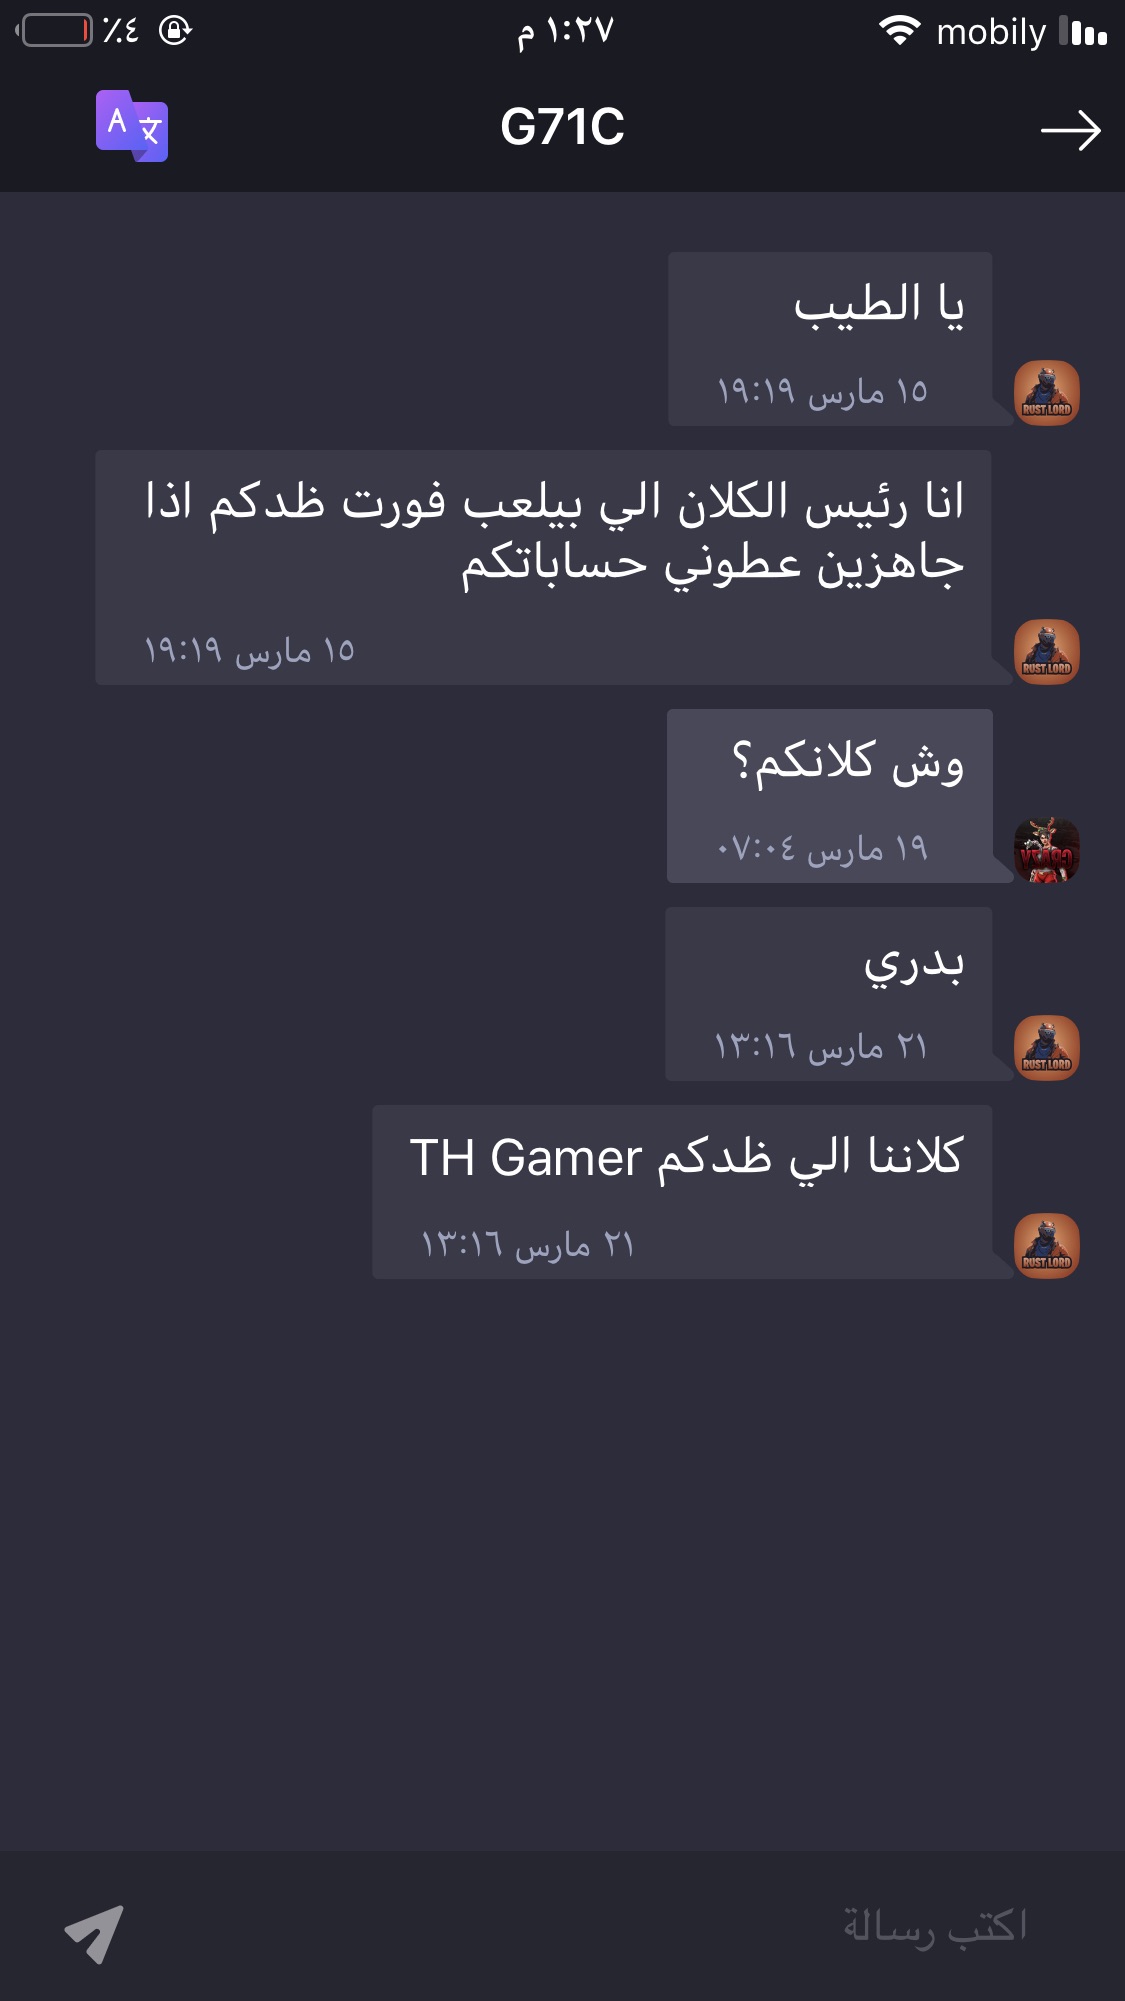 ٪٤ ١:٢٧ م mobily
G71C
يا الطيب
١٥ مارس ١٩:١٩
RUST LORD
انا رئيس الكلان الي بيلعب فورت ظدكم اذا
جاهزين عطوني حساباتكم
١٥ مارس ١٩:١٩
RUST LORD
وش كلانكم؟
١٩ مارس ٠٧:٠٤
CRAZY
بدري
٢١ مارس ١٣:١٦
RUST LORD
كلاننا الي ظدكم TH Gamer
٢١ مارس ١٣:١٦
RUST LORD
اكتب رسالة